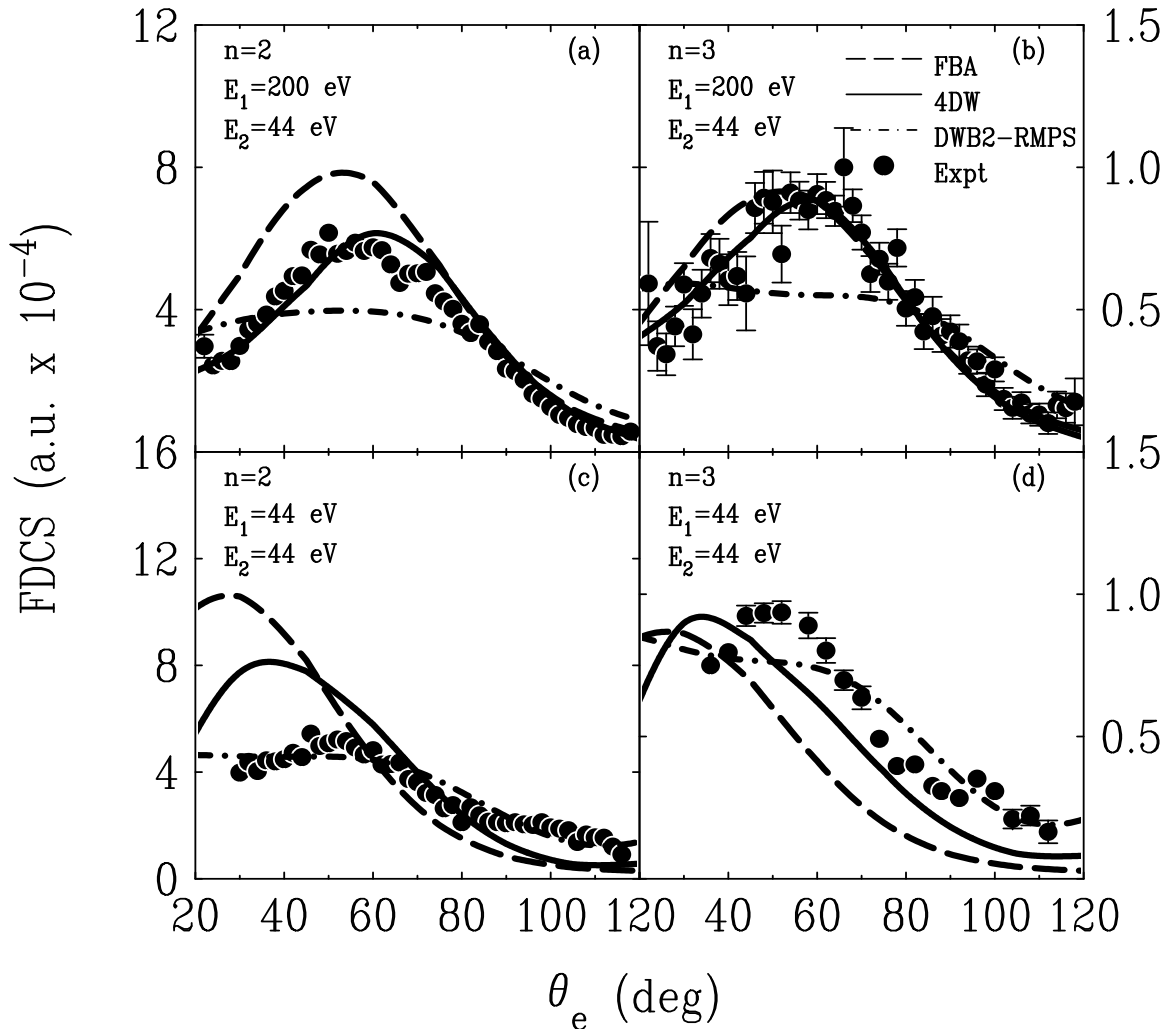 12
n=2
(a)
E₁=200 eV
E₂=44 eV
n=3
(b)
E₁=200 eV
E₂=44 eV
FBA
4DW
DWB2-RMPS
Expt
1.5
8
1.0
4
0.5
FDCS (a.u. x 10⁻⁴)
16
n=2
(c)
E₁=44 eV
E₂=44 eV
n=3
(d)
E₁=44 eV
E₂=44 eV
1.5
12
1.0
8
0.5
4
0
20 40 60 80 100 120 40 60 80 100 120
θₑ (deg)